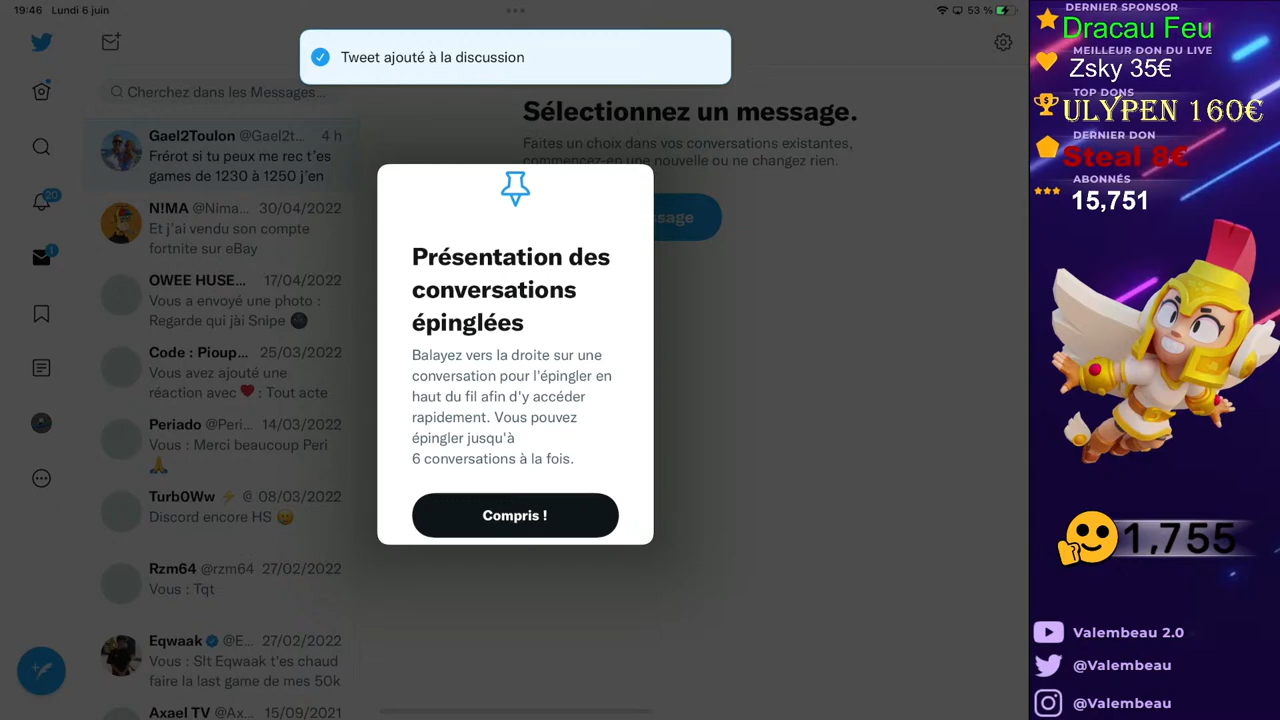 19:46 Lundi 6 juin
53 %
Tweet ajouté à la discussion
Cherchez dans les Messages...
20
1
Gael2Toulon @Gael2t... 4 h
Frérot si tu peux me rec t'es
games de 1230 à 1250 j'en
N!MA @Nima... 30/04/2022
Et j'ai vendu son compte
fortnite sur eBay
OWEE HUSE... 17/04/2022
Vous a envoyé une photo :
Regarde qui jài Snipe
Code : Pioup... 25/03/2022
Vous avez ajouté une
réaction avec ❤️ : Tout acte
Periado @Peri... 14/03/2022
Vous : Merci beaucoup Peri
🙏
Turb0Ww ⚡ @ 08/03/2022
Discord encore HS
Rzm64 @rzm64 27/02/2022
Vous : Tqt
Eqwaak @E... 27/02/2022
Vous : Slt Eqwaak t'es chaud
faire la last game de mes 50k
Axael TV @Ax... 15/09/2021
Sélectionnez un message.
Faites un choix dans vos conversations existantes,
commencez-en une nouvelle ou ne changez rien.
ssage
Présentation des
conversations
épinglées
Balayez vers la droite sur une
conversation pour l'épingler en
haut du fil afin d'y accéder
rapidement. Vous pouvez
épingler jusqu'à
6 conversations à la fois.
Compris !
DERNIER SPONSOR
Dracau Feu
MEILLEUR DON DU LIVE
Zsky 35€
TOP DONS
ULYPEN 160€
DERNIER DON
Steal 8€
ABONNÉS
15,751
1,755
Valembeau 2.0
@Valembeau
@Valembeau